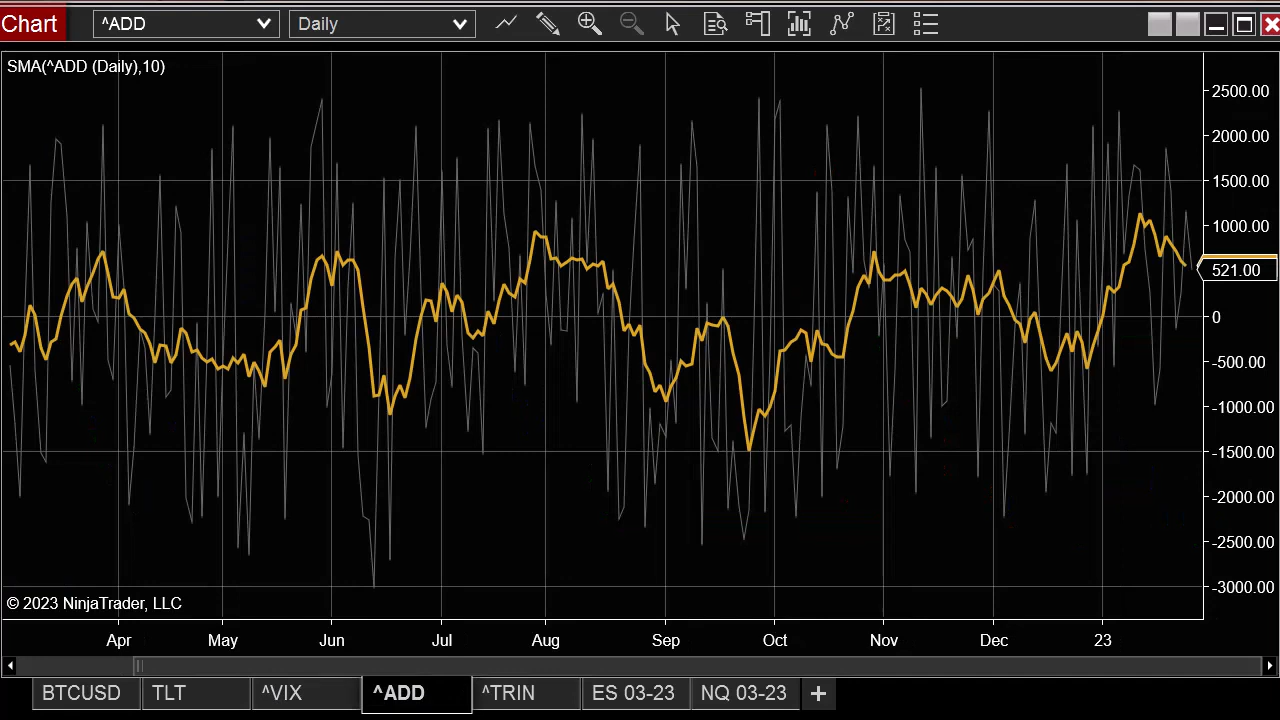 Chart ^ADD Daily
SMA(^ADD (Daily),10)
2500.00
2000.00
1500.00
1000.00
521.00
0
-500.00
-1000.00
-1500.00
-2000.00
-2500.00
-3000.00
© 2023 NinjaTrader, LLC
Apr May Jun Jul Aug Sep Oct Nov Dec 23
BTCUSD TLT ^VIX ^ADD ^TRIN ES 03-23 NQ 03-23 +